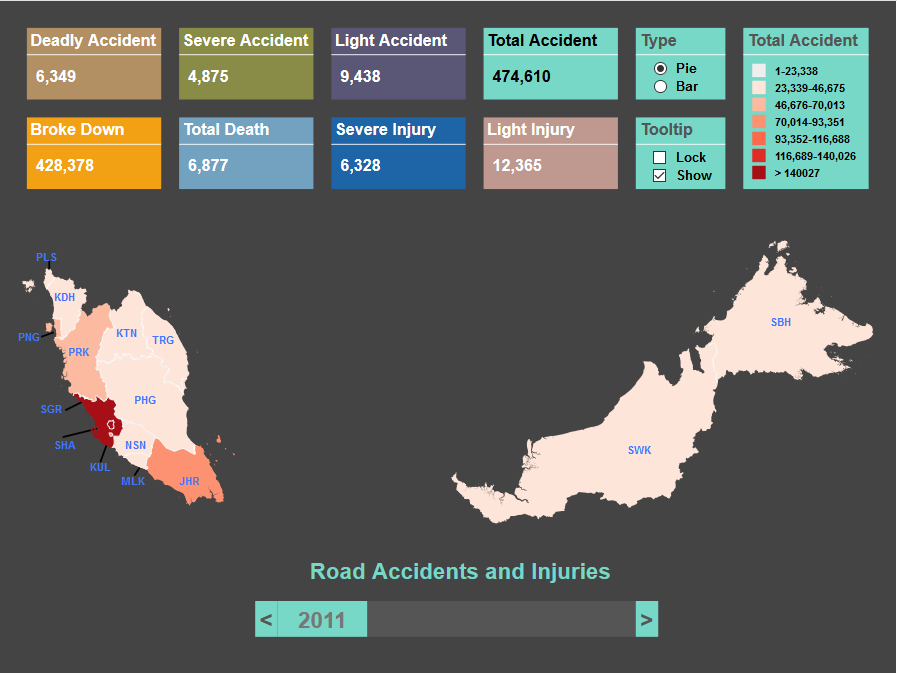 Deadly Accident
6,349
Severe Accident
4,875
Light Accident
9,438
Total Accident
474,610
Type
Pie
Bar
Total Accident
1-23,338
23,339-46,675
46,676-70,013
70,014-93,351
93,352-116,688
116,689-140,026
> 140027
Broke Down
428,378
Total Death
6,877
Severe Injury
6,328
Light Injury
12,365
Tooltip
Lock
Show
PLS
KDH
PNG
PRK
KTN
TRG
PHG
SGR
SHA
NSN
KUL
MLK
JHR
SBH
SWK
Road Accidents and Injuries
< 2011 >